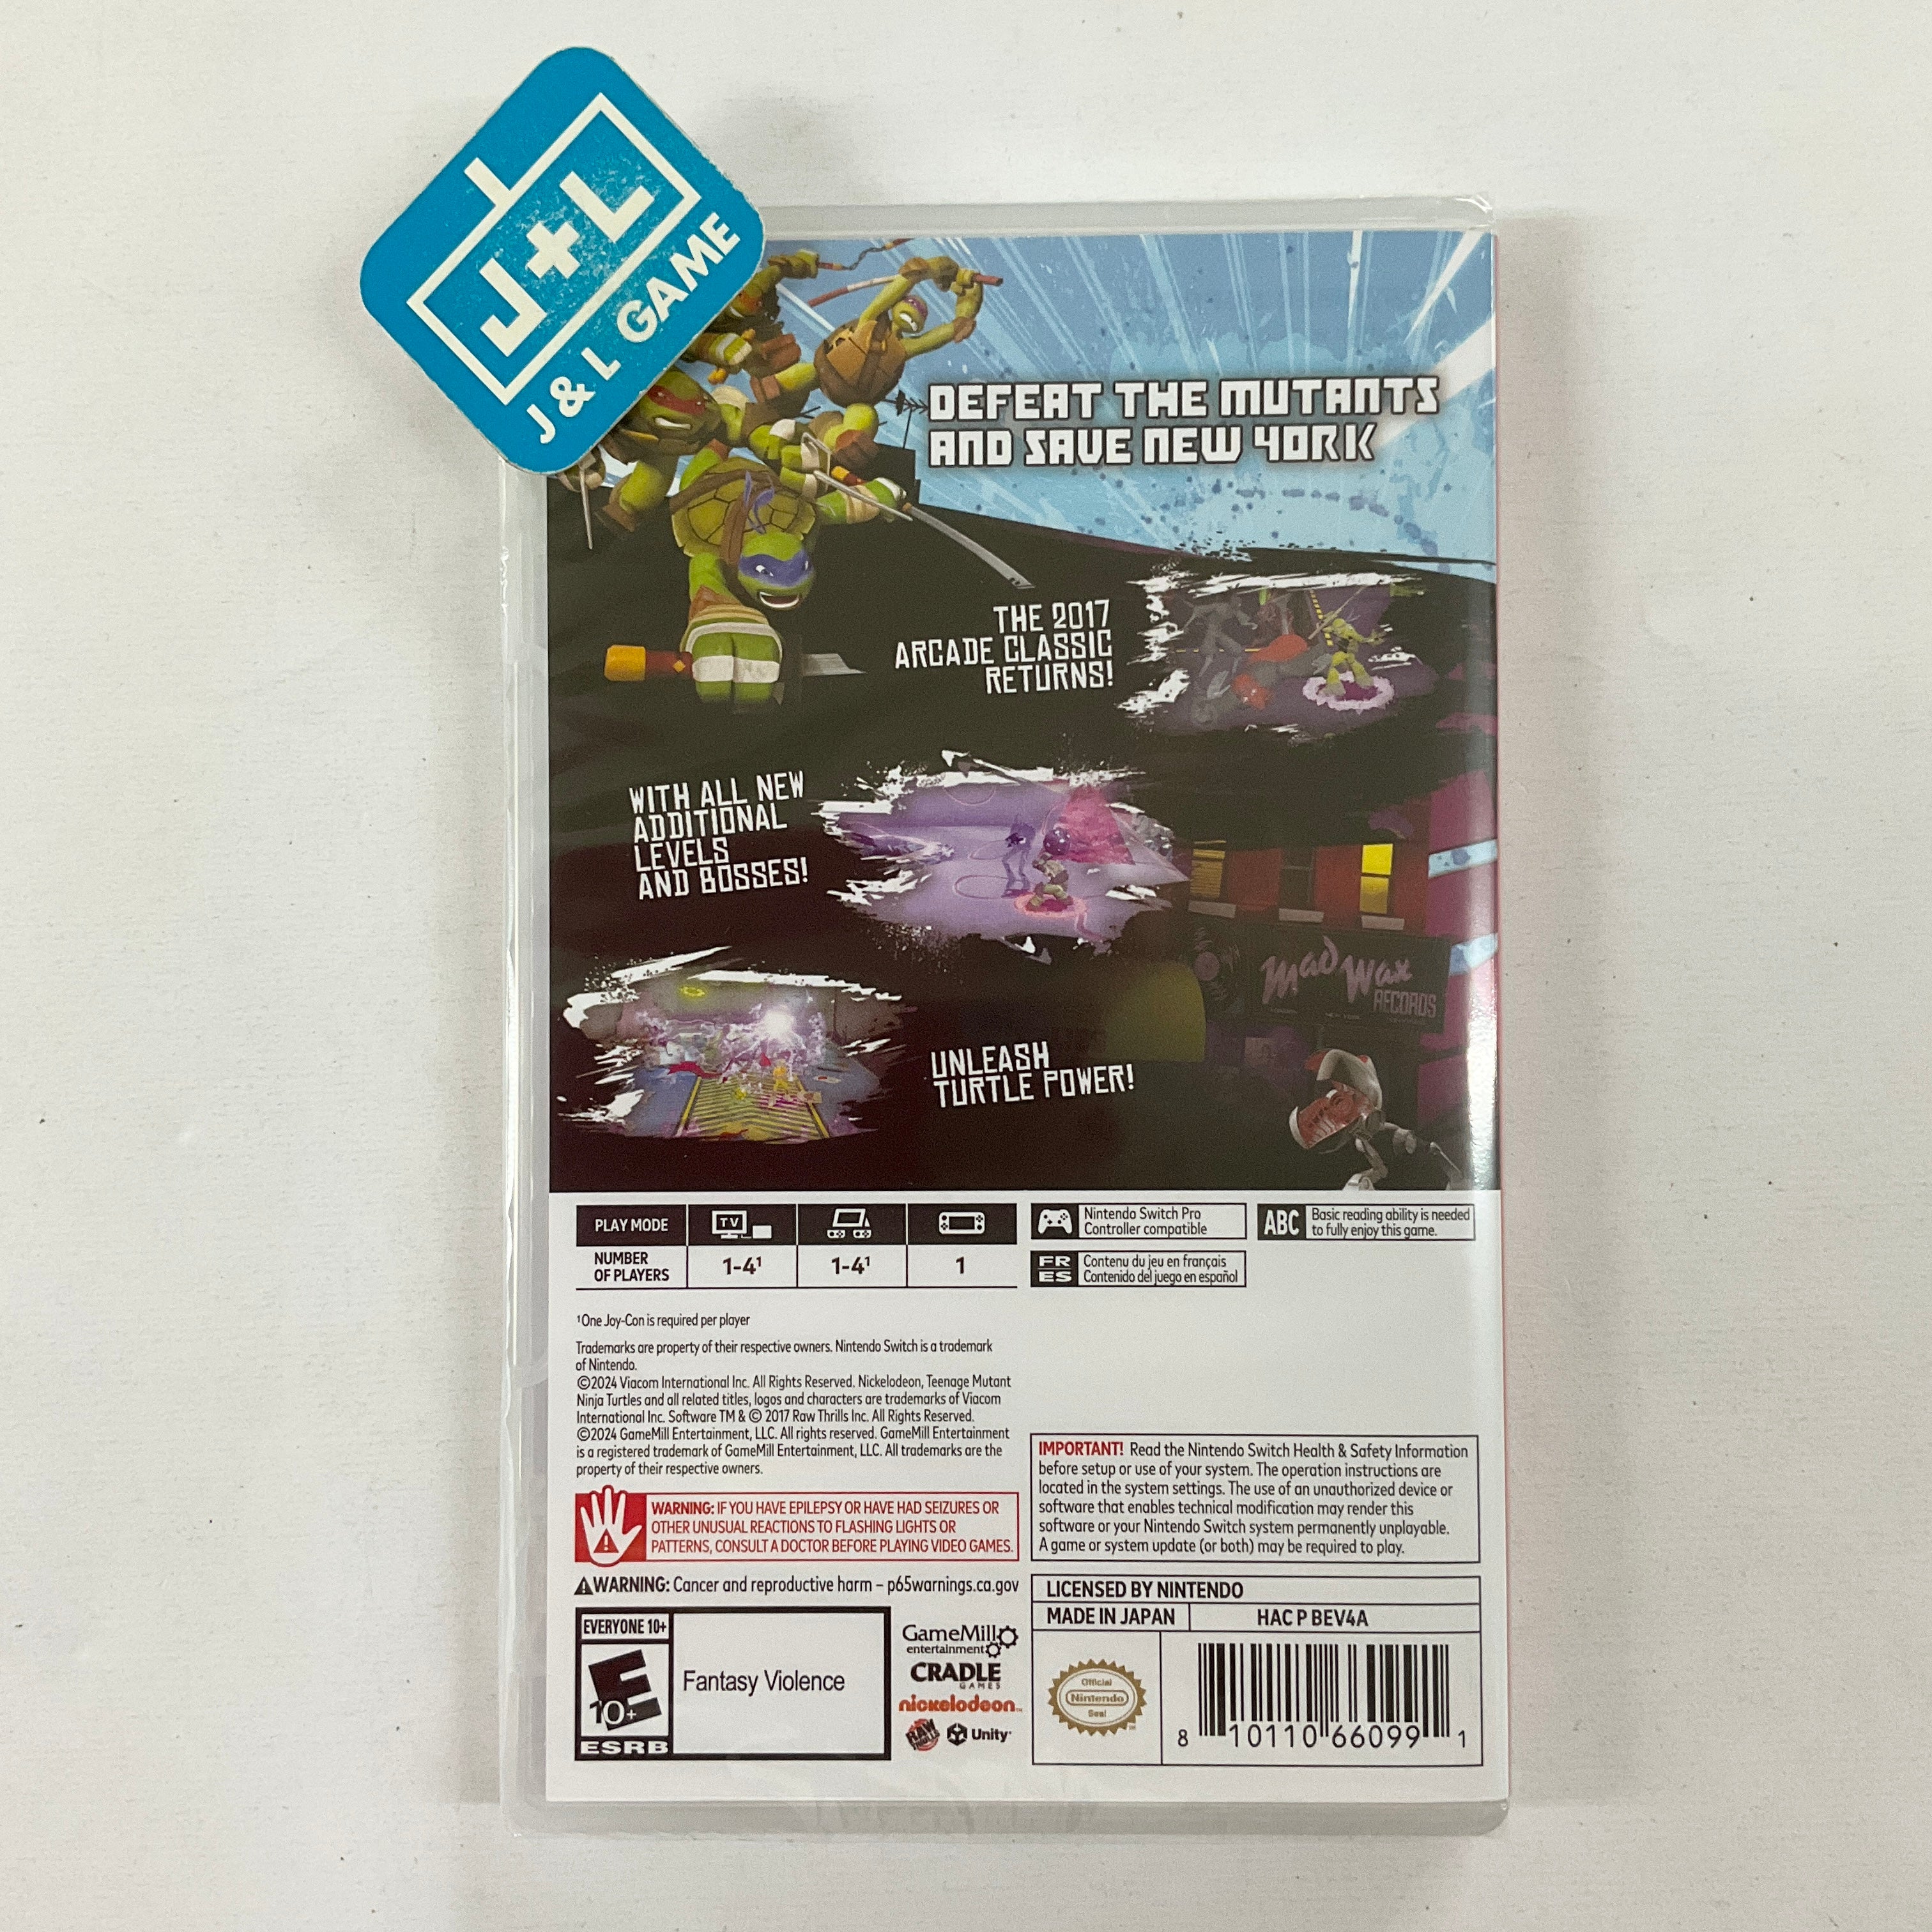 J+L
J & L GAME
DEFEAT THE MUTANTS
AND SAVE NEW YORK
THE 2017
ARCADE CLASSIC
RETURNS!
WITH ALL NEW
ADDITIONAL
LEVELS
AND BOSSES!
Mad Wax
RECORDS
UNLEASH
TURTLE POWER!
PLAY MODE
TV
NUMBER
OF PLAYERS
1-4¹
1-4¹
1
Nintendo Switch Pro
Controller compatible
ABC
Basic reading ability is needed
to fully enjoy this game.
FR
ES
Contenu du jeu en français
Contenido del juego en español
¹One Joy-Con is required per player
Trademarks are property of their respective owners. Nintendo Switch is a trademark
of Nintendo.
©2024 Viacom International Inc. All Rights Reserved. Nickelodeon, Teenage Mutant
Ninja Turtles and all related titles, logos and characters are trademarks of Viacom
International Inc. Software TM & © 2017 Raw Thrills Inc. All Rights Reserved.
©2024 GameMill Entertainment, LLC. All rights reserved. GameMill Entertainment
is a registered trademark of GameMill Entertainment, LLC. All trademarks are the
property of their respective owners.
WARNING: IF YOU HAVE EPILEPSY OR HAVE HAD SEIZURES OR
OTHER UNUSUAL REACTIONS TO FLASHING LIGHTS OR
PATTERNS, CONSULT A DOCTOR BEFORE PLAYING VIDEO GAMES.
⚠WARNING: Cancer and reproductive harm – p65warnings.ca.gov
IMPORTANT! Read the Nintendo Switch Health & Safety Information
before setup or use of your system. The operation instructions are
located in the system settings. The use of an unauthorized device or
software that enables technical modification may render this
software or your Nintendo Switch system permanently unplayable.
A game or system update (or both) may be required to play.
EVERYONE 10+
E
10+
ESRB
Fantasy Violence
GameMill
entertainment
CRADLE
GAMES
nickelodeon™
RAW
THRILLS
Unity
LICENSED BY NINTENDO
MADE IN JAPAN
HAC P BEV4A
Official
Nintendo
Seal
8 10110 66099 1